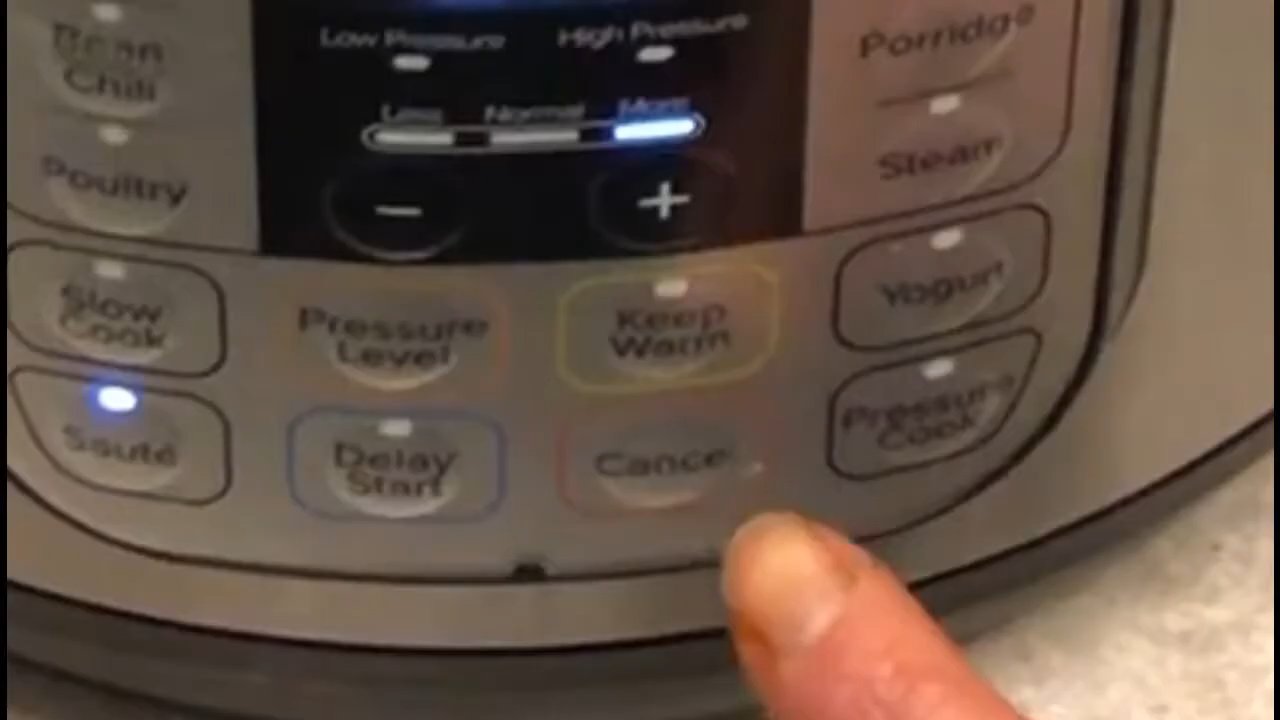 Bean
Chili
Poultry
Slow
Cook
Sauté
Low Pressure
High Pressure
Less
Normal
More
−
+
Pressure
Level
Keep
Warm
Delay
Start
Cancel
Porridge
Steam
Yogurt
Pressure
Cook